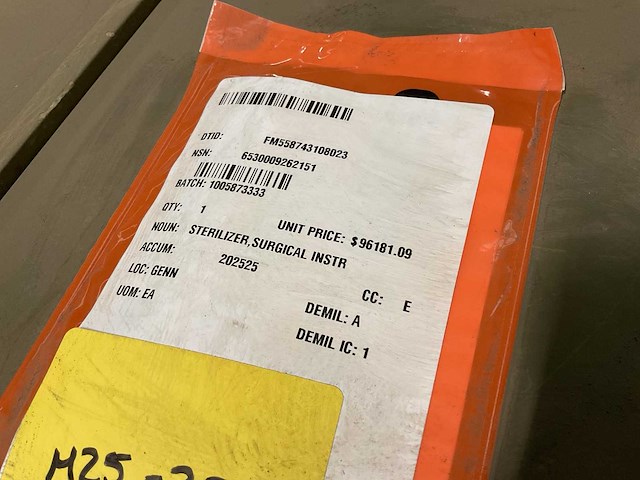 DTID: FM558743108023
NSN: 6530009262151
BATCH: 1005873333
QTY: 1 UNIT PRICE: $96181.09
NOUN: STERILIZER,SURGICAL INSTR
ACCUM: 202525
LOC: GENN CC: E
UOM: EA DEMIL: A
DEMIL IC: 1